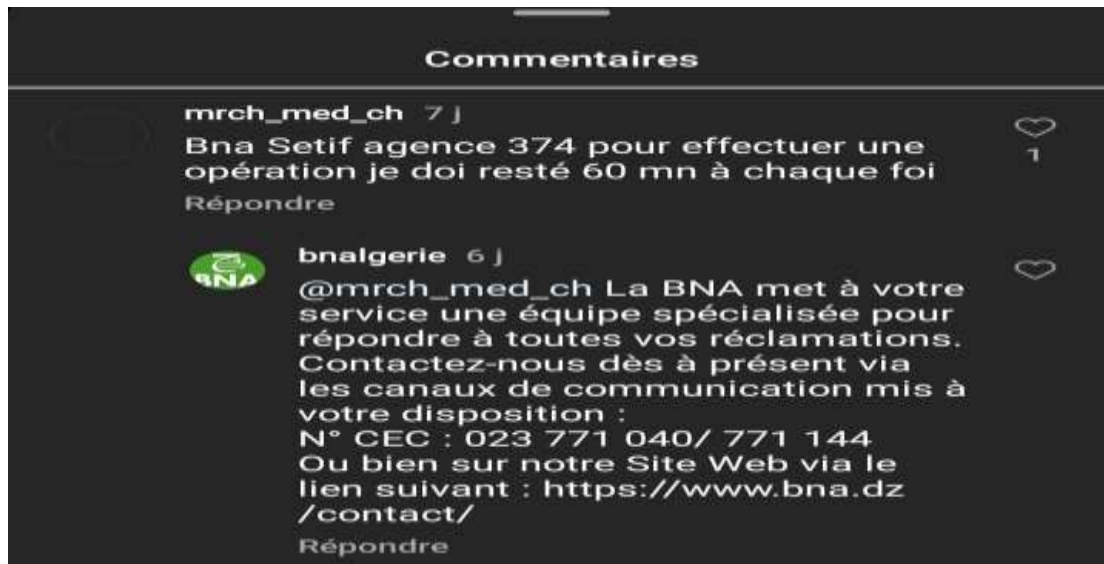 Commentaires
mrch_med_ch 7 j
Bna Setif agence 374 pour effectuer une
opération je doi resté 60 mn à chaque foi
1
Répondre
bnalgerie 6 j
BNA
@mrch_med_ch La BNA met à votre
service une équipe spécialisée pour
répondre à toutes vos réclamations.
Contactez-nous dès à présent via
les canaux de communication mis à
votre disposition :
N° CEC : 023 771 040/ 771 144
Ou bien sur notre Site Web via le
lien suivant : https://www.bna.dz
/contact/
Répondre